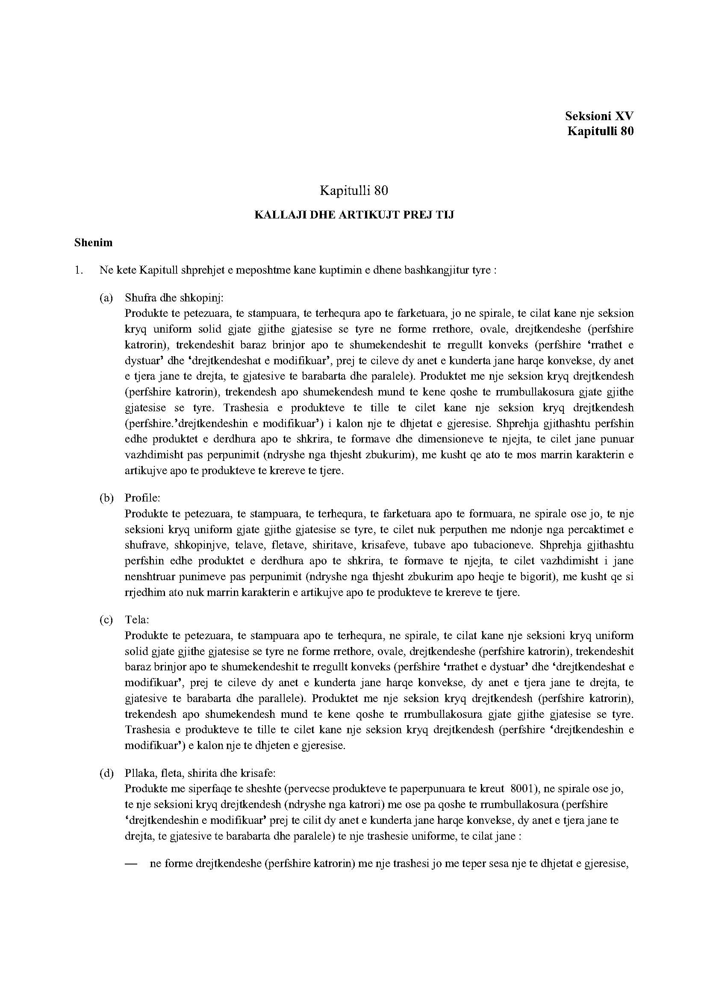 Seksioni XV
Kapitulli 80
Kapitulli 80
KALLAJI DHE ARTIKUJT PREJ TIJ
Shenim
1. Ne kete Kapitull shprehjet e meposhtme kane kuptimin e dhene bashkangjitur tyre :
(a) Shufra dhe shkopinj:
Produkte te petezuara, te stampuara, te terhequra apo te farketuara, jo ne spirale, te cilat kane nje seksion
kryq uniform solid gjate gjithe gjatesise se tyre ne forme rrethore, ovale, drejtkendeshe (perfshire
katrorin), trekendeshit baraz brinjor apo te shumekendeshit te rregullt konveks (perfshire ‘rrathet e
dystuar’ dhe ‘drejtkendeshat e modifikuar’, prej te cileve dy anet e kunderta jane harqe konvekse, dy anet
e tjera jane te drejta, te gjatesive te barabarta dhe paralele). Produktet me nje seksion kryq drejtkendesh
(perfshire katrorin), trekendesh apo shumekendesh mund te kene qoshe te rrumbullakosura gjate gjithe
gjatesise se tyre. Trashesia e produkteve te tille te cilet kane nje seksion kryq drejtkendesh
(perfshire.’drejtkendeshin e modifikuar’) i kalon nje te dhjetat e gjeresise. Shprehja gjithashtu perfshin
edhe produktet e derdhura apo te shkrira, te formave dhe dimensioneve te njejta, te cilet jane punuar
vazhdimisht pas perpunimit (ndryshe nga thjesht zbukurim), me kusht qe ato te mos marrin karakterin e
artikujve apo te produkteve te krereve te tjere.
(b) Profile:
Produkte te petezuara, te stampuara, te terhequra, te farketuara apo te formuara, ne spirale ose jo, te nje
seksioni kryq uniform gjate gjithe gjatesise se tyre, te cilet nuk perputhen me ndonje nga percaktimet e
shufrave, shkopinjve, telave, fletave, shiritave, krisafeve, tubave apo tubacioneve. Shprehja gjithashtu
perfshin edhe produktet e derdhura apo te shkrira, te formave te njejta, te cilet vazhdimisht i jane
nenshtruar punimeve pas perpunimit (ndryshe nga thjesht zbukurim apo heqje te bigorit), me kusht qe si
rrjedhim ato nuk marrin karakterin e artikujve apo te produkteve te krereve te tjere.
(c) Tela:
Produkte te petezuara, te stampuara apo te terhequra, ne spirale, te cilat kane nje seksioni kryq uniform
solid gjate gjithe gjatesise se tyre ne forme rrethore, ovale, drejtkendeshe (perfshire katrorin), trekendeshit
baraz brinjor apo te shumekendeshit te rregullt konveks (perfshire ‘rrathet e dystuar’ dhe ‘drejtkendeshat e
modifikuar’, prej te cileve dy anet e kunderta jane harqe konvekse, dy anet e tjera jane te drejta, te
gjatesive te barabarta dhe parallele). Produktet me nje seksion kryq drejtkendesh (perfshire katrorin),
trekendesh apo shumekendesh mund te kene qoshe te rrumbullakosura gjate gjithe gjatesise se tyre.
Trashesia e produkteve te tille te cilet kane nje seksion kryq drejtkendesh (perfshire ‘drejtkendeshin e
modifikuar’) e kalon nje te dhjeten e gjeresise.
(d) Pllaka, fleta, shirita dhe krisafe:
Produkte me siperfaqe te sheshte (pervecse produkteve te paperpunuara te kreut 8001), ne spirale ose jo,
te nje seksioni kryq drejtkendesh (ndryshe nga katrori) me ose pa qoshe te rrumbullakosura (perfshire
‘drejtkendeshin e modifikuar’ prej te cilit dy anet e kunderta jane harqe konvekse, dy anet e tjera jane te
drejta, te gjatesive te barabarta dhe paralele) te nje trashesie uniforme, te cilat jane :
— ne forme drejtkendeshe (perfshire katrorin) me nje trashesi jo me teper sesa nje te dhjetat e gjeresise,